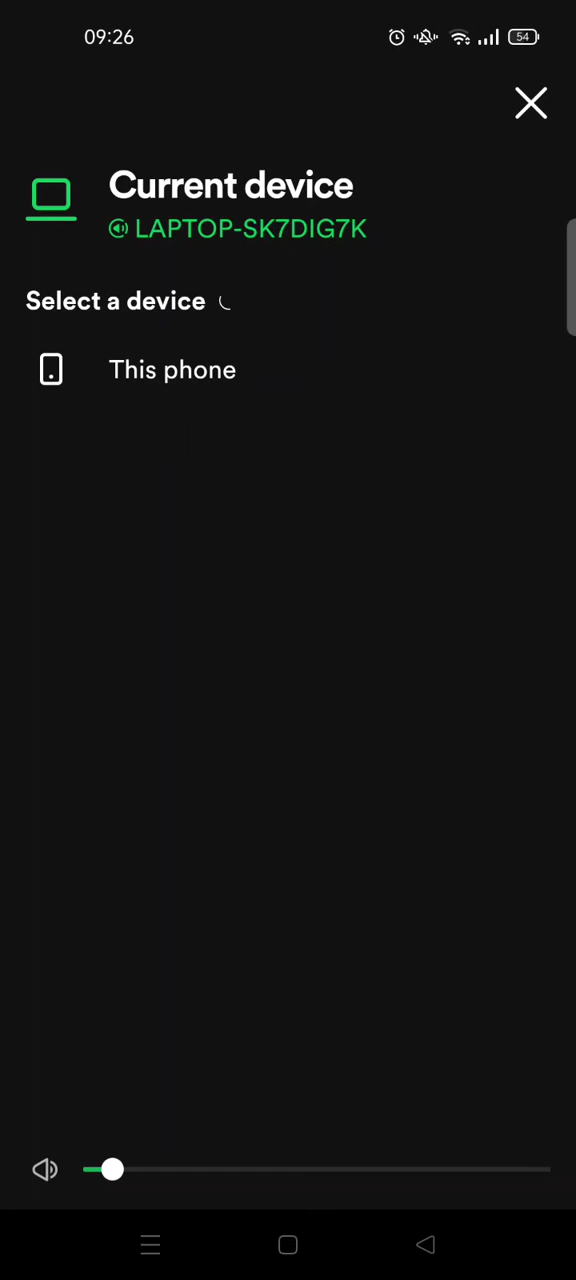 09:26
54
Current device
LAPTOP-SK7DIG7K
Select a device
This phone